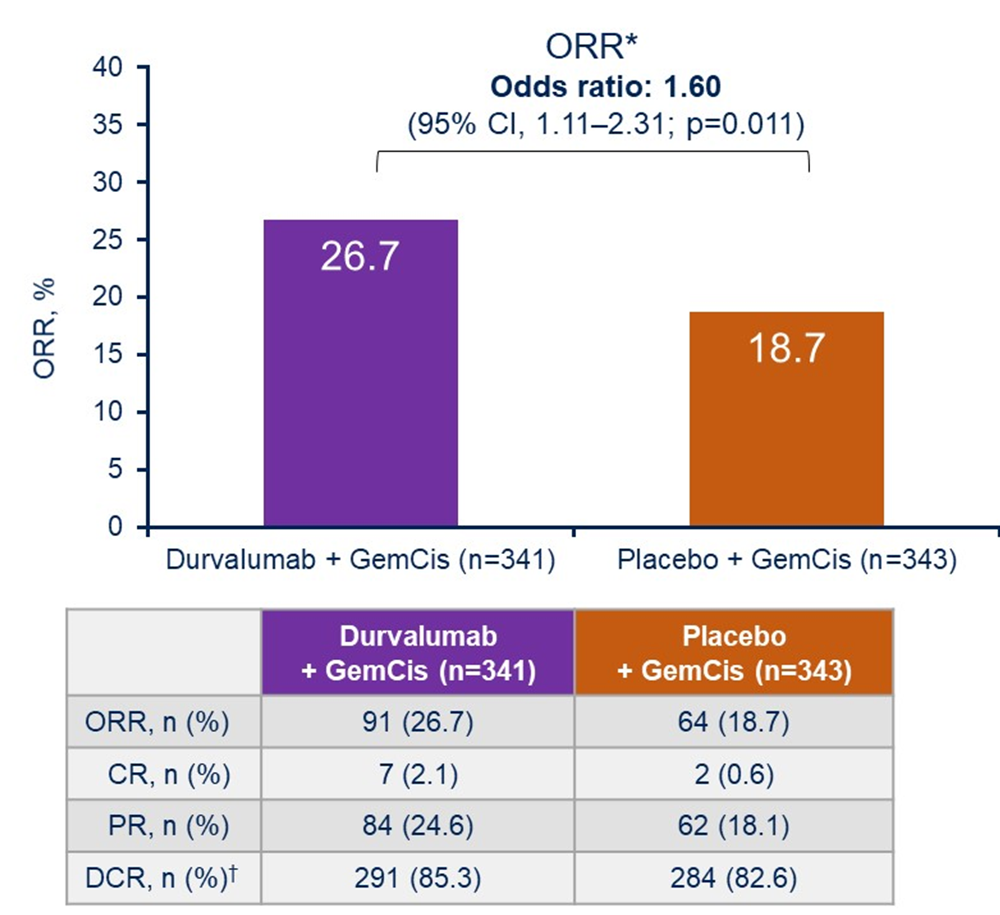 ORR*
Odds ratio: 1.60
(95% CI, 1.11–2.31; p=0.011)
40
35
30
25
20
15
10
5
0
ORR, %
26.7
18.7
Durvalumab + GemCis (n=341)
Placebo + GemCis (n=343)
Durvalumab
+ GemCis (n=341)
Placebo
+ GemCis (n=343)
ORR, n (%) 91 (26.7) 64 (18.7)
CR, n (%) 7 (2.1) 2 (0.6)
PR, n (%) 84 (24.6) 62 (18.1)
DCR, n (%)† 291 (85.3) 284 (82.6)